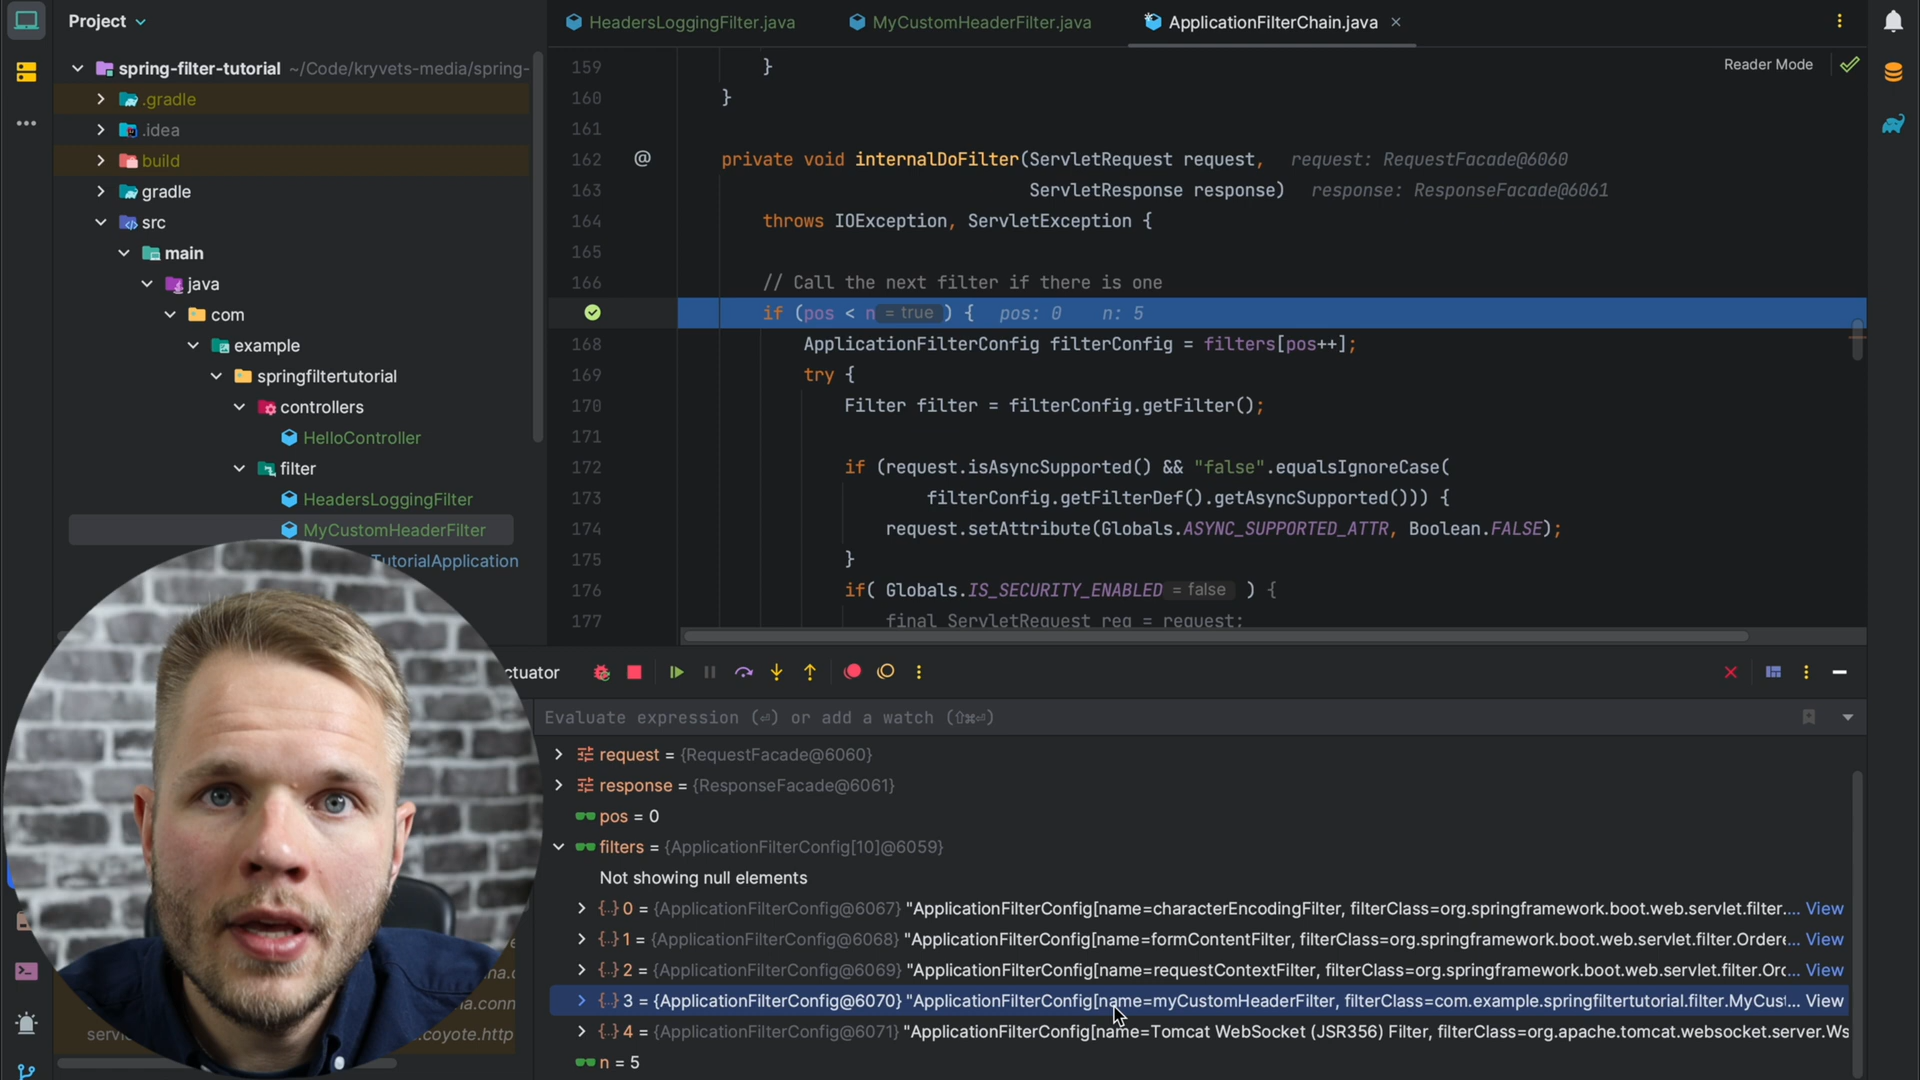 Project
HeadersLoggingFilter.java
MyCustomHeaderFilter.java
ApplicationFilterChain.java
spring-filter-tutorial ~/Code/kryvets-media/spring-
.gradle
.idea
build
gradle
src
main
java
com
example
springfiltertutorial
controllers
HelloController
filter
HeadersLoggingFilter
MyCustomHeaderFilter
TutorialApplication
Reader Mode
159 }
160 }
161
162 @ private void internalDoFilter(ServletRequest request, request: RequestFacade@6060
163 ServletResponse response) response: ResponseFacade@6061
164 throws IOException, ServletException {
165
166 // Call the next filter if there is one
if (pos < n = true ) { pos: 0 n: 5
168 ApplicationFilterConfig filterConfig = filters[pos++];
169 try {
170 Filter filter = filterConfig.getFilter();
171
172 if (request.isAsyncSupported() && "false".equalsIgnoreCase(
173 filterConfig.getFilterDef().getAsyncSupported())) {
174 request.setAttribute(Globals.ASYNC_SUPPORTED_ATTR, Boolean.FALSE);
175 }
176 if( Globals.IS_SECURITY_ENABLED = false ) {
177 final ServletRequest req = request;
ctuator
Evaluate expression (⏎) or add a watch (⇧⌘⏎)
request = {RequestFacade@6060}
response = {ResponseFacade@6061}
pos = 0
filters = {ApplicationFilterConfig[10]@6059}
Not showing null elements
0 = {ApplicationFilterConfig@6067} "ApplicationFilterConfig[name=characterEncodingFilter, filterClass=org.springframework.boot.web.servlet.filter.... View
1 = {ApplicationFilterConfig@6068} "ApplicationFilterConfig[name=formContentFilter, filterClass=org.springframework.boot.web.servlet.filter.Ordere... View
2 = {ApplicationFilterConfig@6069} "ApplicationFilterConfig[name=requestContextFilter, filterClass=org.springframework.boot.web.servlet.filter.Orc... View
3 = {ApplicationFilterConfig@6070} "ApplicationFilterConfig[name=myCustomHeaderFilter, filterClass=com.example.springfiltertutorial.filter.MyCust... View
4 = {ApplicationFilterConfig@6071} "ApplicationFilterConfig[name=Tomcat WebSocket (JSR356) Filter, filterClass=org.apache.tomcat.websocket.server.Ws
n = 5
na.conn
servi
coyote.http